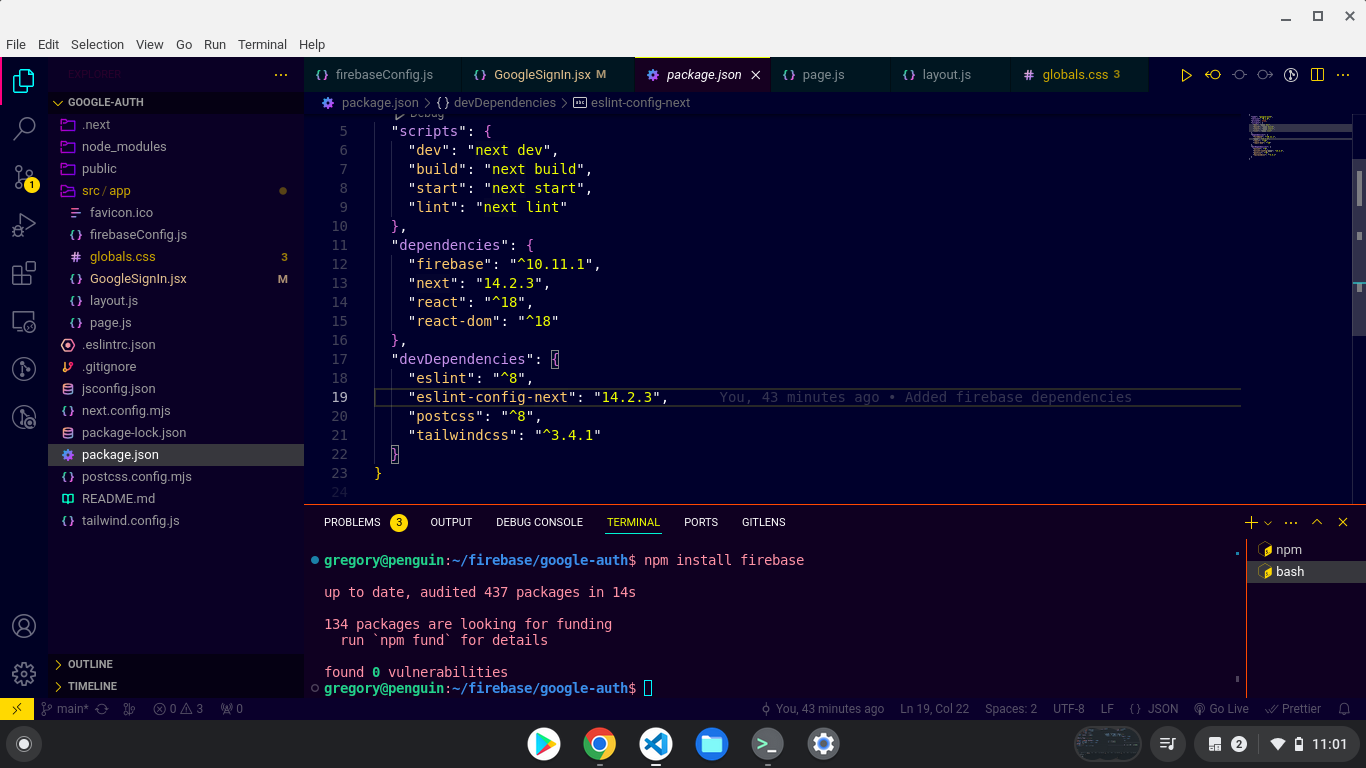 File Edit Selection View Go Run Terminal Help
EXPLORER
firebaseConfig.js GoogleSignIn.jsx M package.json page.js layout.js globals.css 3
GOOGLE-AUTH
.next
node_modules
public
src / app
favicon.ico
firebaseConfig.js
globals.css 3
GoogleSignIn.jsx M
layout.js
page.js
.eslintrc.json
.gitignore
jsconfig.json
next.config.mjs
package-lock.json
package.json
postcss.config.mjs
README.md
tailwind.config.js
OUTLINE
TIMELINE
1
package.json > {} devDependencies > abc eslint-config-next
Debug
5 "scripts": {
6 "dev": "next dev",
7 "build": "next build",
8 "start": "next start",
9 "lint": "next lint"
10 },
11 "dependencies": {
12 "firebase": "^10.11.1",
13 "next": "14.2.3",
14 "react": "^18",
15 "react-dom": "^18"
16 },
17 "devDependencies": {
18 "eslint": "^8",
19 "eslint-config-next": "14.2.3", You, 43 minutes ago • Added firebase dependencies
20 "postcss": "^8",
21 "tailwindcss": "^3.4.1"
22 }
23 }
24
PROBLEMS 3 OUTPUT DEBUG CONSOLE TERMINAL PORTS GITLENS
gregory@penguin:~/firebase/google-auth$ npm install firebase
up to date, audited 437 packages in 14s
134 packages are looking for funding
run `npm fund` for details
found 0 vulnerabilities
gregory@penguin:~/firebase/google-auth$
npm
bash
main* 0 3 0 You, 43 minutes ago Ln 19, Col 22 Spaces: 2 UTF-8 LF {} JSON Go Live Prettier
2 11:01